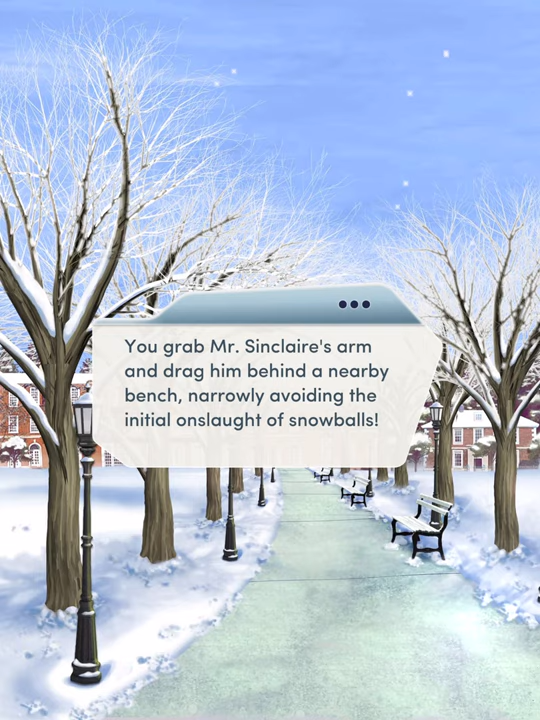 You grab Mr. Sinclaire's arm
and drag him behind a nearby
bench, narrowly avoiding the
initial onslaught of snowballs!